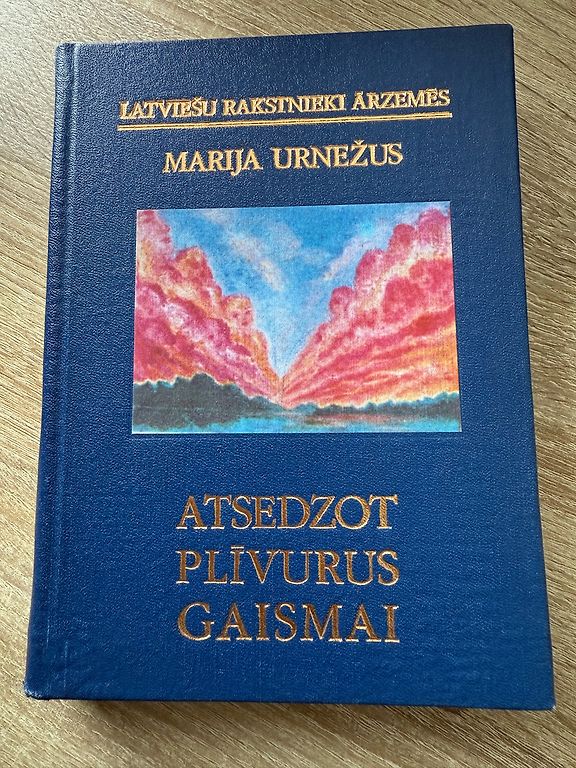 LATVIEŠU RAKSTNIEKI ĀRZEMĒS
MARIJA URNEŽUS
ATSEDZOT
PLĪVURUS
GAISMAI